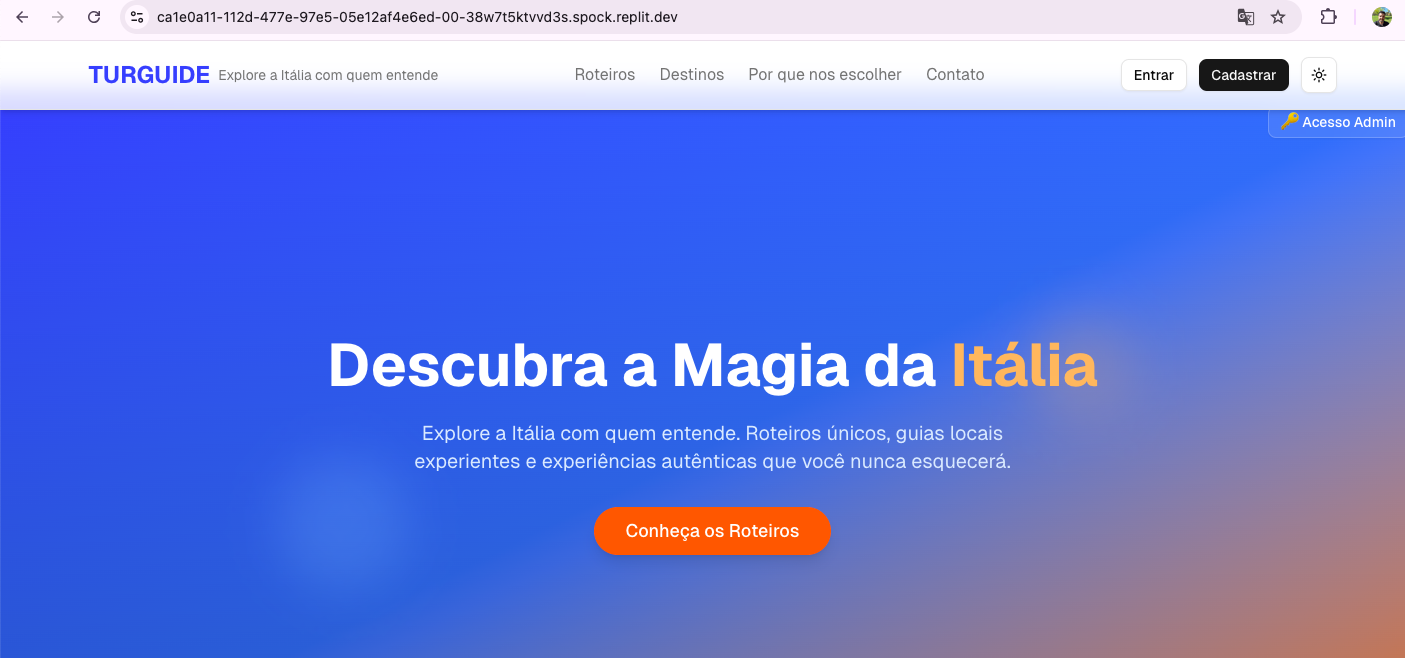 ca1e0a11-112d-477e-97e5-05e12af4e6ed-00-38w7t5ktvvd3s.spock.replit.dev
TURGUIDE Explore a Itália com quem entende Roteiros Destinos Por que nos escolher Contato Entrar Cadastrar
🔑 Acesso Admin
Descubra a Magia da Itália
Explore a Itália com quem entende. Roteiros únicos, guias locais
experientes e experiências autênticas que você nunca esquecerá.
Conheça os Roteiros